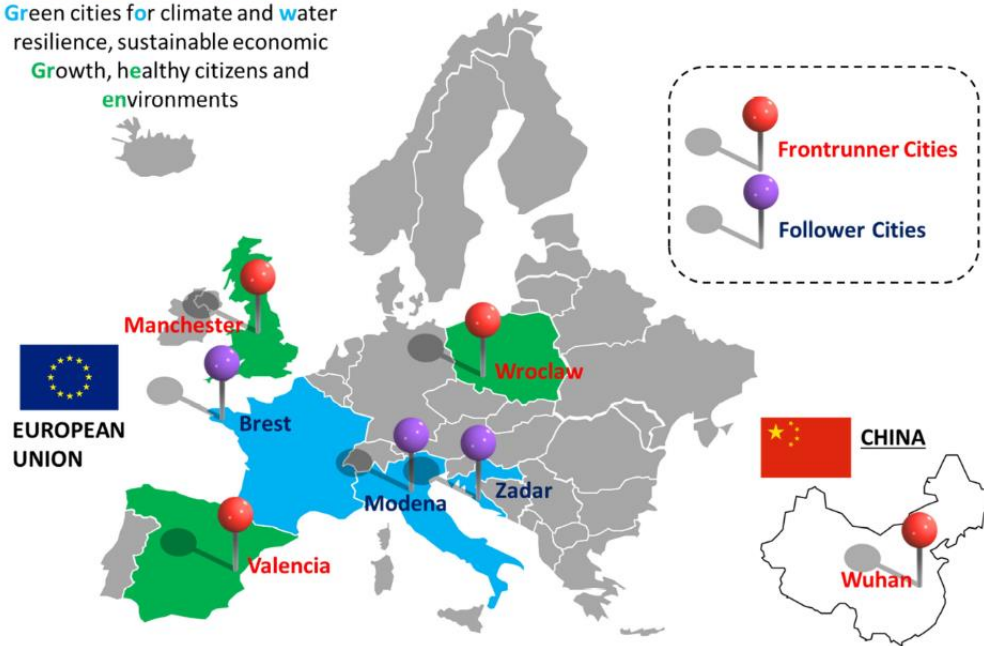 Green cities for climate and water
resilience, sustainable economic
Growth, healthy citizens and
environments
Frontrunner Cities
Follower Cities
Manchester
Wroclaw
Brest
EUROPEAN
UNION
Modena
Zadar
Valencia
CHINA
Wuhan